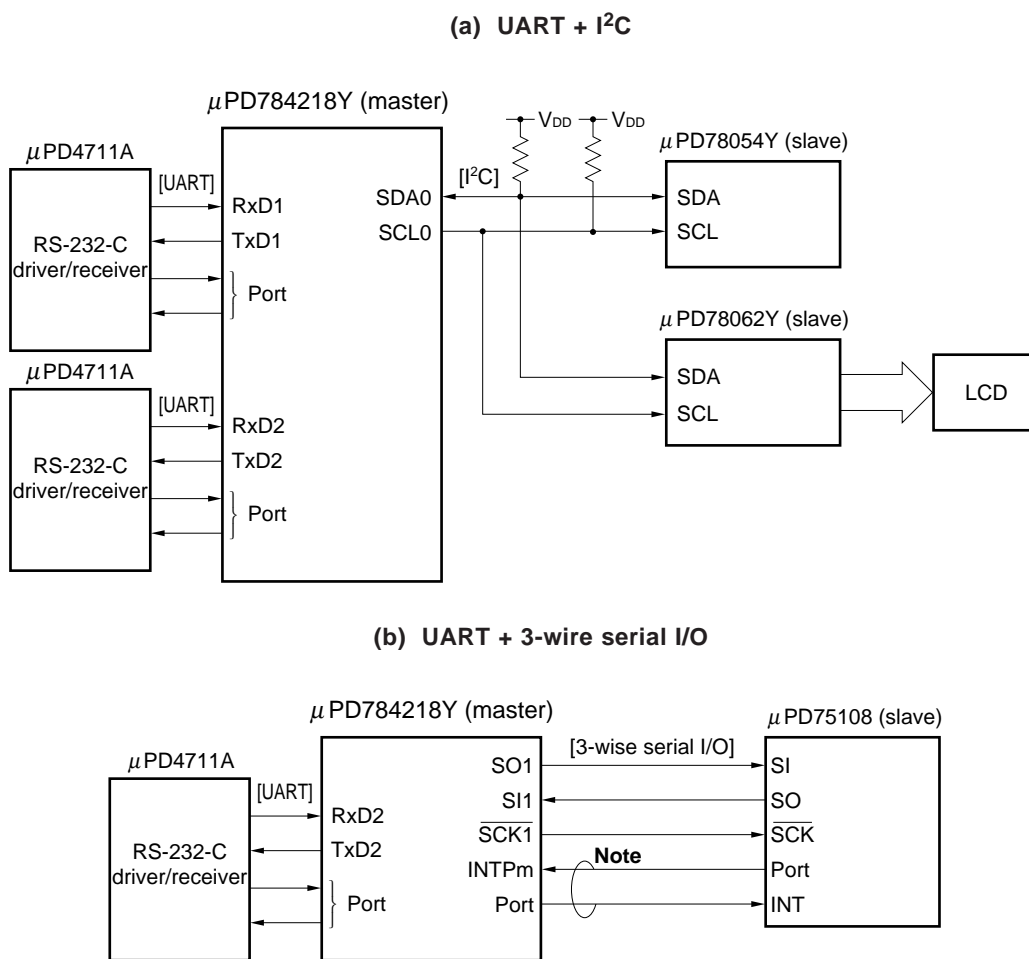 (a) UART + I²C
μPD784218Y (master)
μPD4711A
[UART]
RS-232-C
driver/receiver
RxD1
TxD1
Port
μPD4711A
[UART]
RS-232-C
driver/receiver
RxD2
TxD2
Port
SDA0
SCL0
[I²C]
VDD
VDD
μPD78054Y (slave)
SDA
SCL
μPD78062Y (slave)
SDA
SCL
LCD
(b) UART + 3-wire serial I/O
μPD784218Y (master)
μPD4711A
[UART]
RS-232-C
driver/receiver
RxD2
TxD2
Port
SO1
SI1
SCK1
INTPm
Port
[3-wise serial I/O]
Note
μPD75108 (slave)
SI
SO
SCK
Port
INT